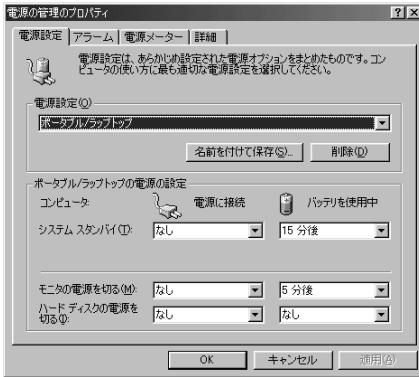 電源の管理のプロパティ
電源設定 アラーム 電源メーター 詳細
電源設定は、あらかじめ設定された電源オプションをまとめたものです。コン
ピュータの使い方に最も適切な電源設定を選択してください。
電源設定(O)
ポータブル/ラップトップ
名前を付けて保存(S)... 削除(D)
ポータブル/ラップトップの電源の設定
コンピュータ: 電源に接続 バッテリを使用中
システム スタンバイ(T): なし 15 分後
モニタの電源を切る(M): なし 5 分後
ハード ディスクの電源を なし なし
切る(I):
OK キャンセル 適用(A)